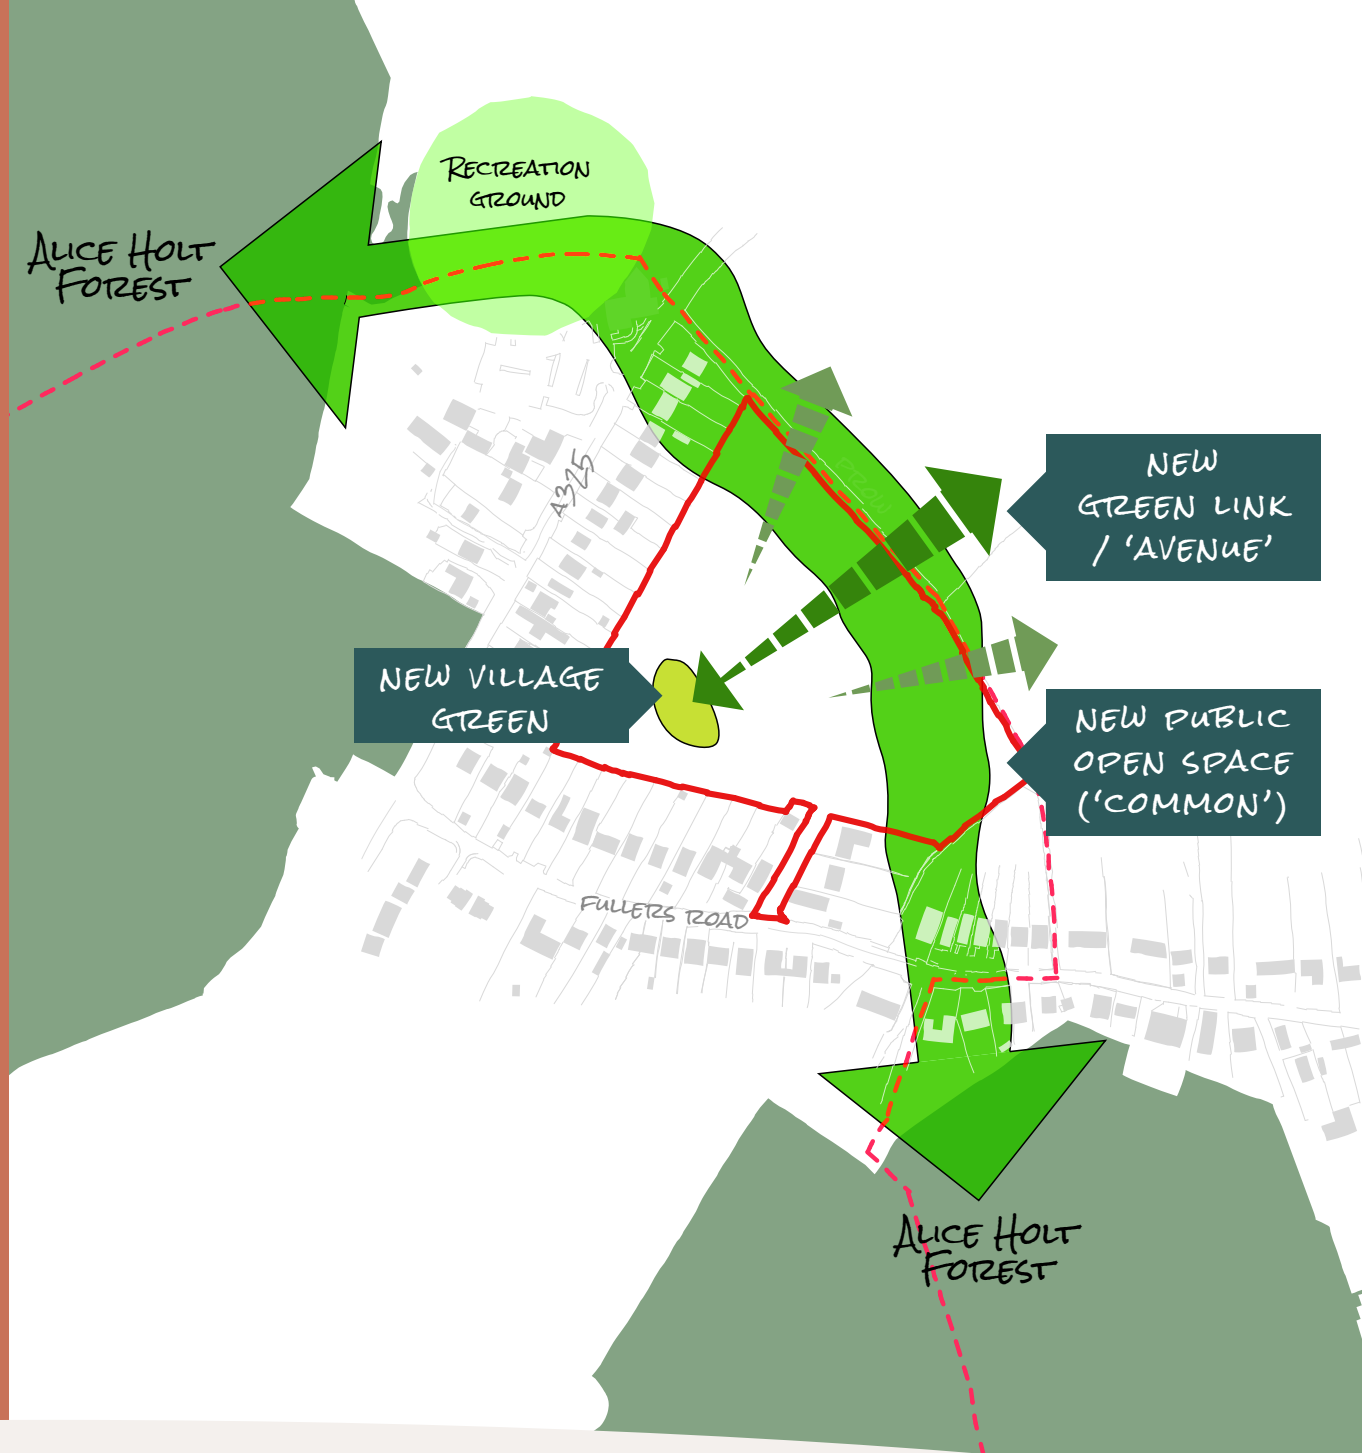 Recreation
ground
Alice Holt
Forest
A325
PROW
NEW
GREEN LINK
/ ‘AVENUE’
NEW VILLAGE
GREEN
NEW PUBLIC
OPEN SPACE
(‘COMMON’)
FULLERS ROAD
Alice Holt
Forest